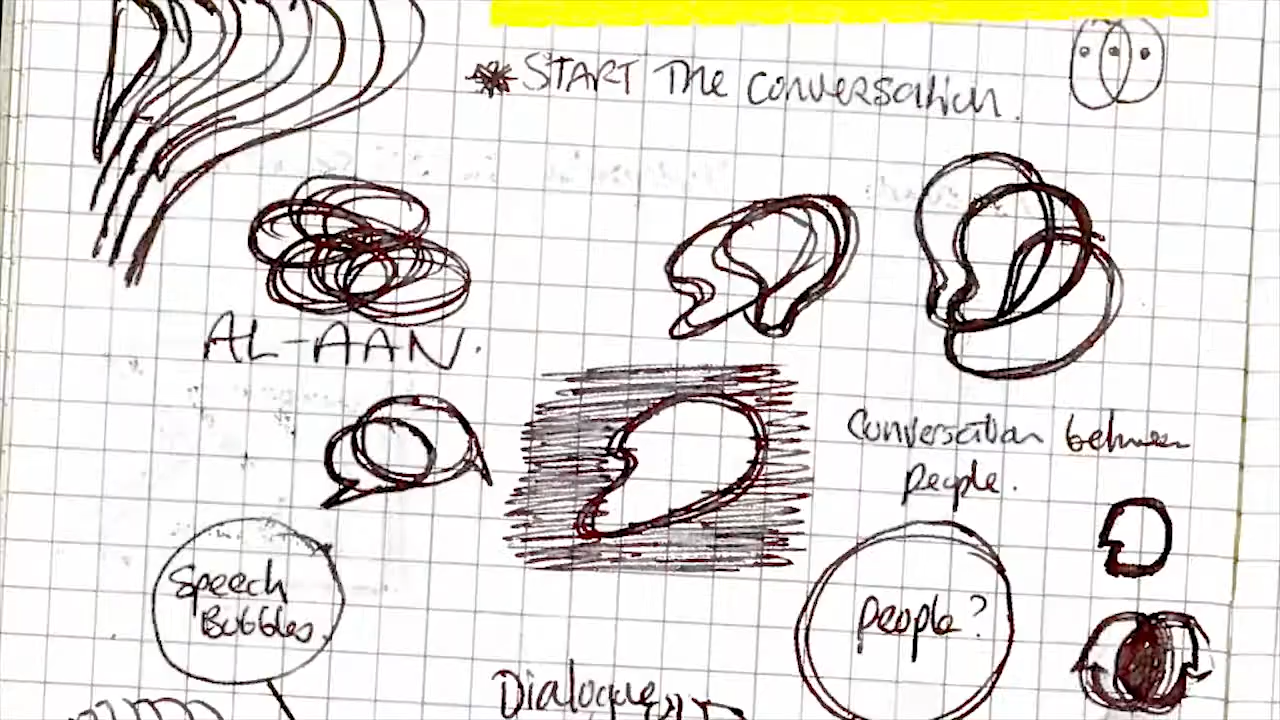 START The conversation.
AL-AAN.
Conversation between
people.
Speech
Bubbles.
people?
Dialogue